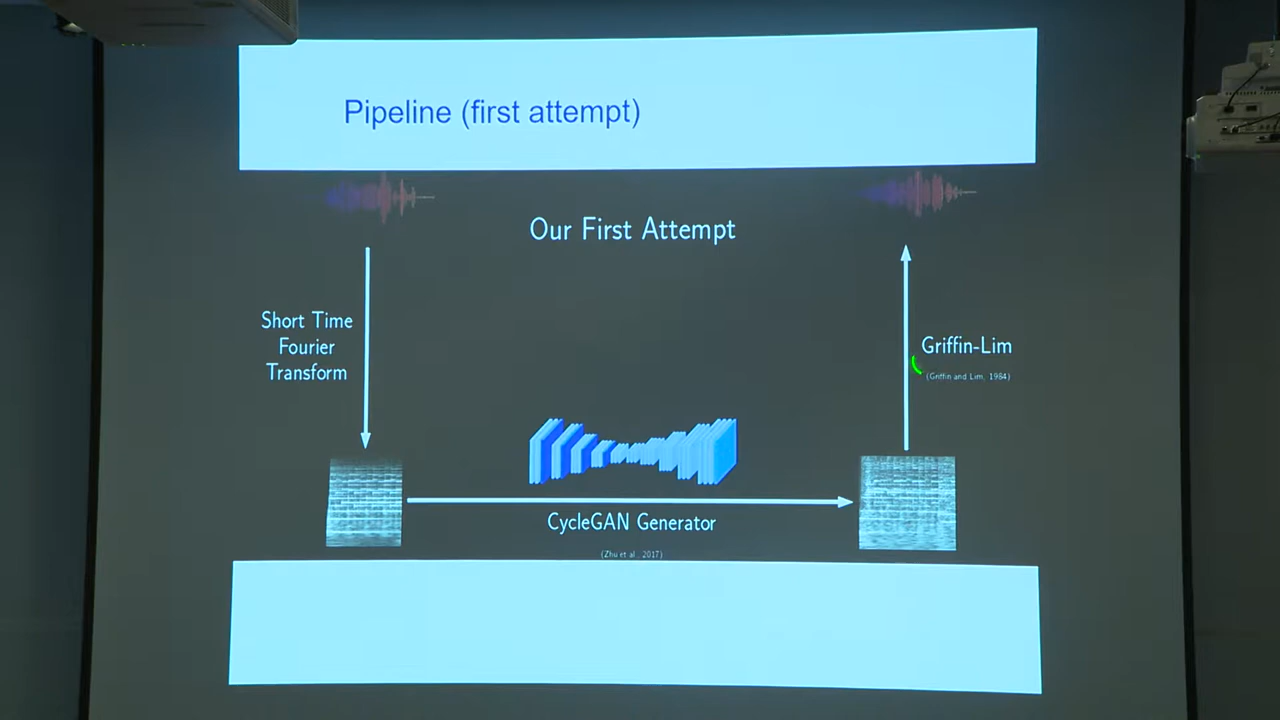 Pipeline (first attempt)
Our First Attempt
Short Time
Fourier
Transform
Griffin-Lim
(Griffin and Lim, 1984)
CycleGAN Generator
(Zhu et al., 2017)